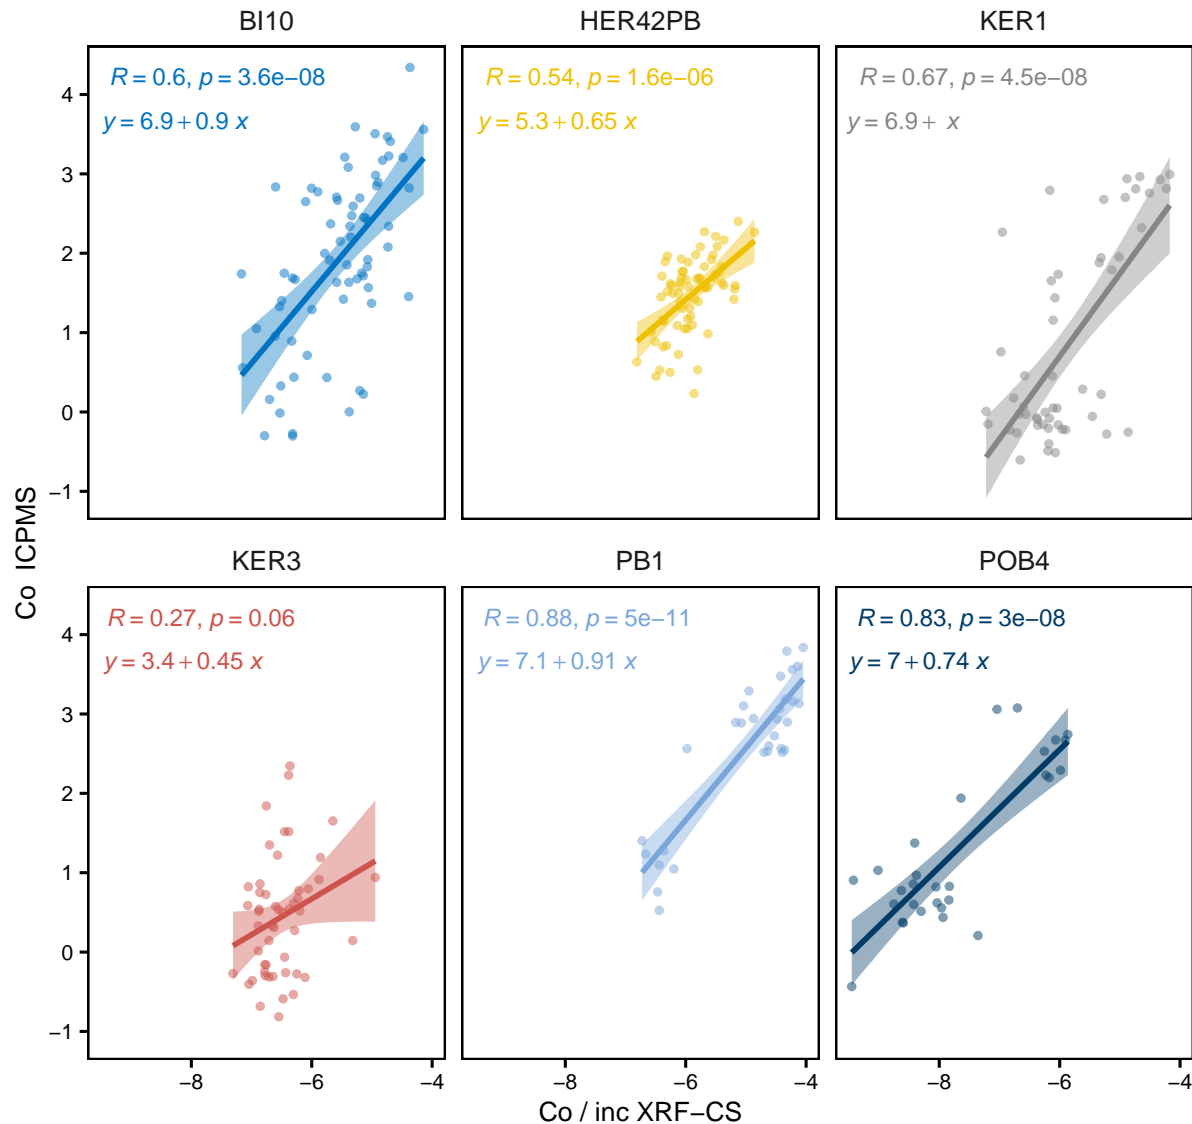 BI10 HER42PB KER1
R = 0.6, p = 3.6e−08 R = 0.54, p = 1.6e−06 R = 0.67, p = 4.5e−08
y = 6.9 + 0.9 x y = 5.3 + 0.65 x y = 6.9 + x
4
3
2
1
0
−1
Co ICPMS
KER3 PB1 POB4
R = 0.27, p = 0.06 R = 0.88, p = 5e−11 R = 0.83, p = 3e−08
y = 3.4 + 0.45 x y = 7.1 + 0.91 x y = 7 + 0.74 x
4
3
2
1
0
−1
−8 −6 −4 −8 −6 −4 −8 −6 −4
Co / inc XRF−CS